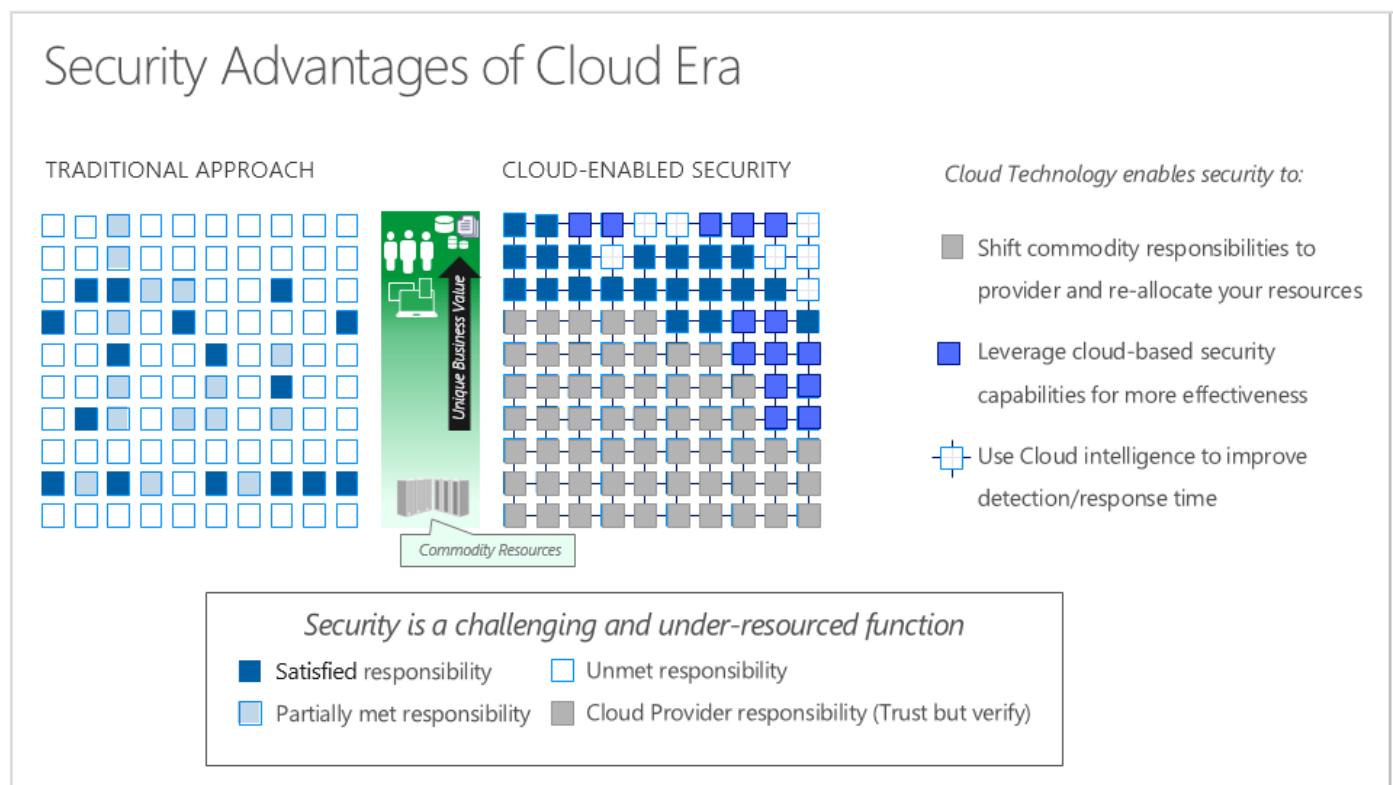 Security Advantages of Cloud Era
TRADITIONAL APPROACH
Unique Business Value
Commodity Resources
CLOUD-ENABLED SECURITY
Cloud Technology enables security to:
Shift commodity responsibilities to
provider and re-allocate your resources
Leverage cloud-based security
capabilities for more effectiveness
Use Cloud intelligence to improve
detection/response time
Security is a challenging and under-resourced function
Satisfied responsibility
Unmet responsibility
Partially met responsibility
Cloud Provider responsibility (Trust but verify)